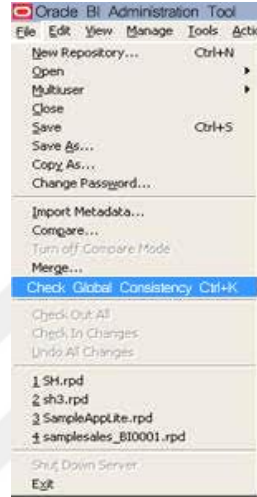 Oracle BI Administration Tool
File Edit View Manage Tools Actio
New Repository... Ctrl+N
Open
Multiuser
Close
Save Ctrl+S
Save As...
Copy As...
Change Password...
Import Metadata...
Compare...
Turn off Compare Mode
Merge...
Check Global Consistency Ctrl+K
Check Out All
Check In Changes
Undo All Changes
1 SH.rpd
2 sh3.rpd
3 SampleAppLite.rpd
4 samplesales_BI0001.rpd
Shut Down Server
Exit